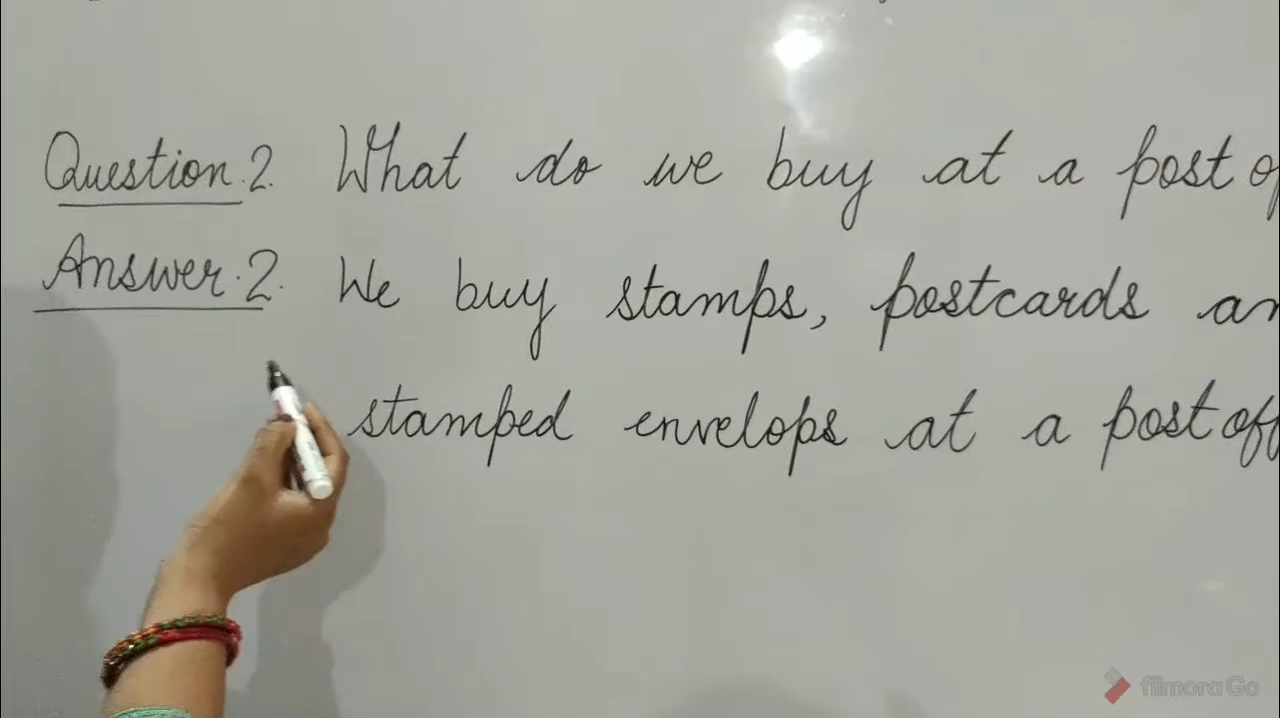 Question.2. What do we buy at a post of
Answer.2. We buy stamps, postcards an
stamped envelops at a post off
filmora Go